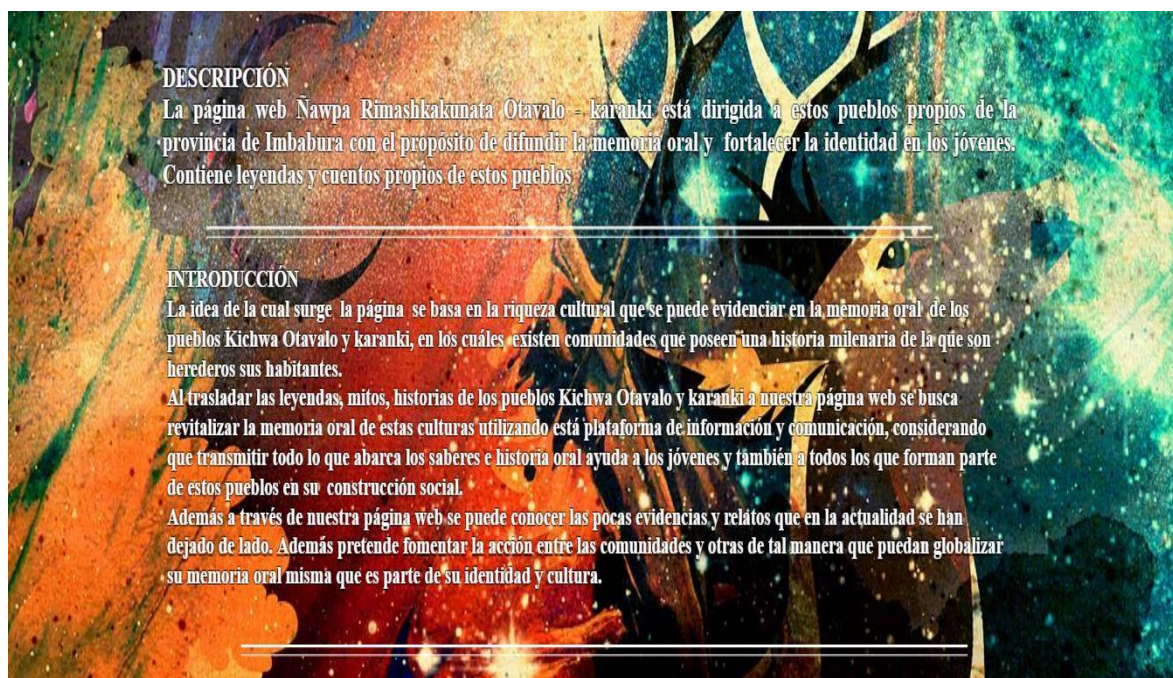 DESCRIPCIÓN
La página web Ñawpa Rimashkakunata Otavalo - karanki está dirigida a estos pueblos propios de la
provincia de Imbabura con el propósito de difundir la memoria oral y fortalecer la identidad en los jóvenes.
Contiene leyendas y cuentos propios de estos pueblos
INTRODUCCIÓN
La idea de la cual surge la página se basa en la riqueza cultural que se puede evidenciar en la memoria oral de los
pueblos Kichwa Otavalo y karanki, en los cuáles existen comunidades que poseen una historia milenaria de la que son
herederos sus habitantes.
Al trasladar las leyendas, mitos, historias de los pueblos Kichwa Otavalo y karanki a nuestra página web se busca
revitalizar la memoria oral de estas culturas utilizando está plataforma de información y comunicación, considerando
que transmitir todo lo que abarca los saberes e historia oral ayuda a los jóvenes y también a todos los que forman parte
de estos pueblos en su construcción social.
Además a través de nuestra página web se puede conocer las pocas evidencias y relatos que en la actualidad se han
dejado de lado. Además pretende fomentar la acción entre las comunidades y otras de tal manera que puedan globalizar
su memoria oral misma que es parte de su identidad y cultura.